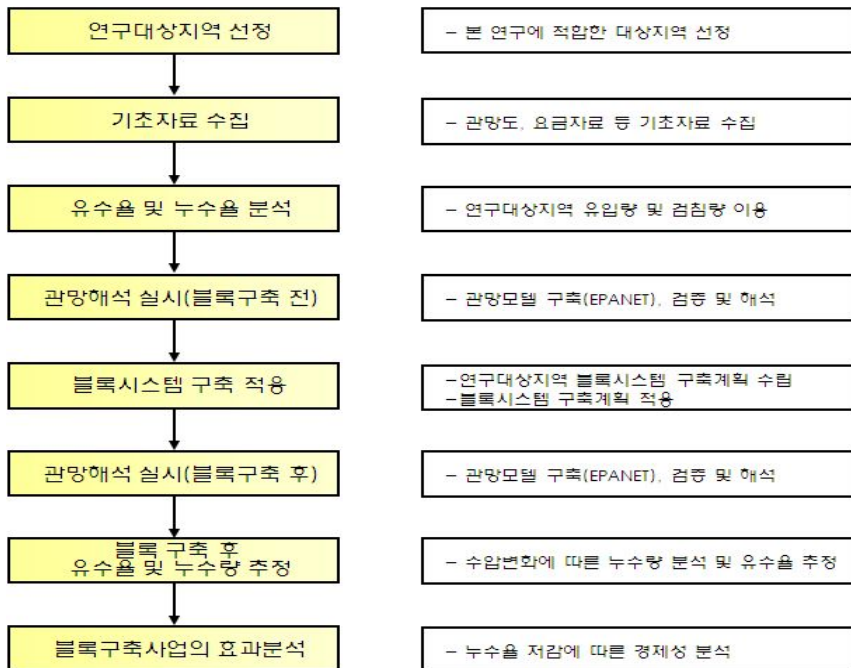 연구대상지역 선정
– 본 연구에 적합한 대상지역 선정
기초자료 수집
– 관망도, 요금자료 등 기초자료 수집
유수율 및 누수율 분석
– 연구대상지역 유입량 및 검침량 이용
관망해석 실시(블록구축 전)
– 관망모델 구축(EPANET), 검증 및 해석
블록시스템 구축 적용
–연구대상지역 블록시스템 구축계획 수립
–블록시스템 구축계획 적용
관망해석 실시(블록구축 후)
– 관망모델 구축(EPANET), 검증 및 해석
블록 구축 후
유수율 및 누수량 추정
– 수압변화에 따른 누수량 분석 및 유수율 추정
블록구축사업의 효과분석
– 누수율 저감에 따른 경제성 분석